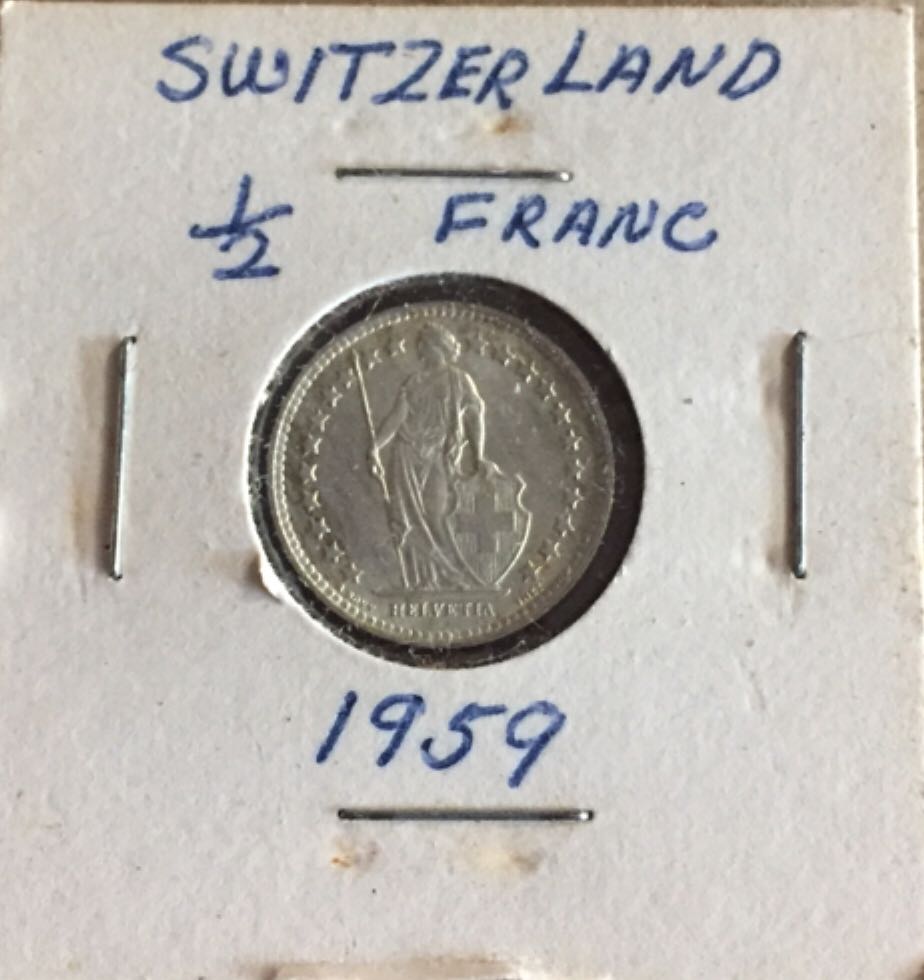 SWITZERLAND
1/2 FRANC
HELVETIA
1959